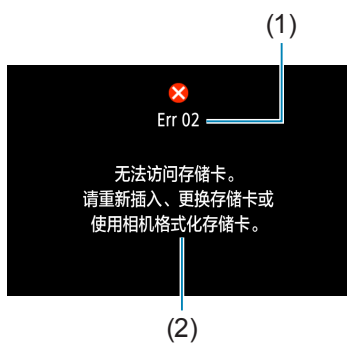 (1)
Err 02
无法访问存储卡。
请重新插入、更换存储卡或
使用相机格式化存储卡。
(2)